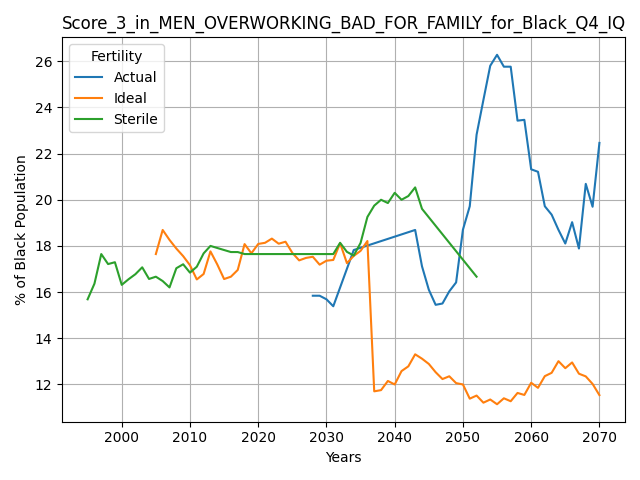 Score_3_in_MEN_OVERWORKING_BAD_FOR_FAMILY_for_Black_Q4_IQ
Fertility
Actual
Ideal
Sterile
% of Black Population
26
24
22
20
18
16
14
12
2000
2010
2020
2030
2040
2050
2060
2070
Years